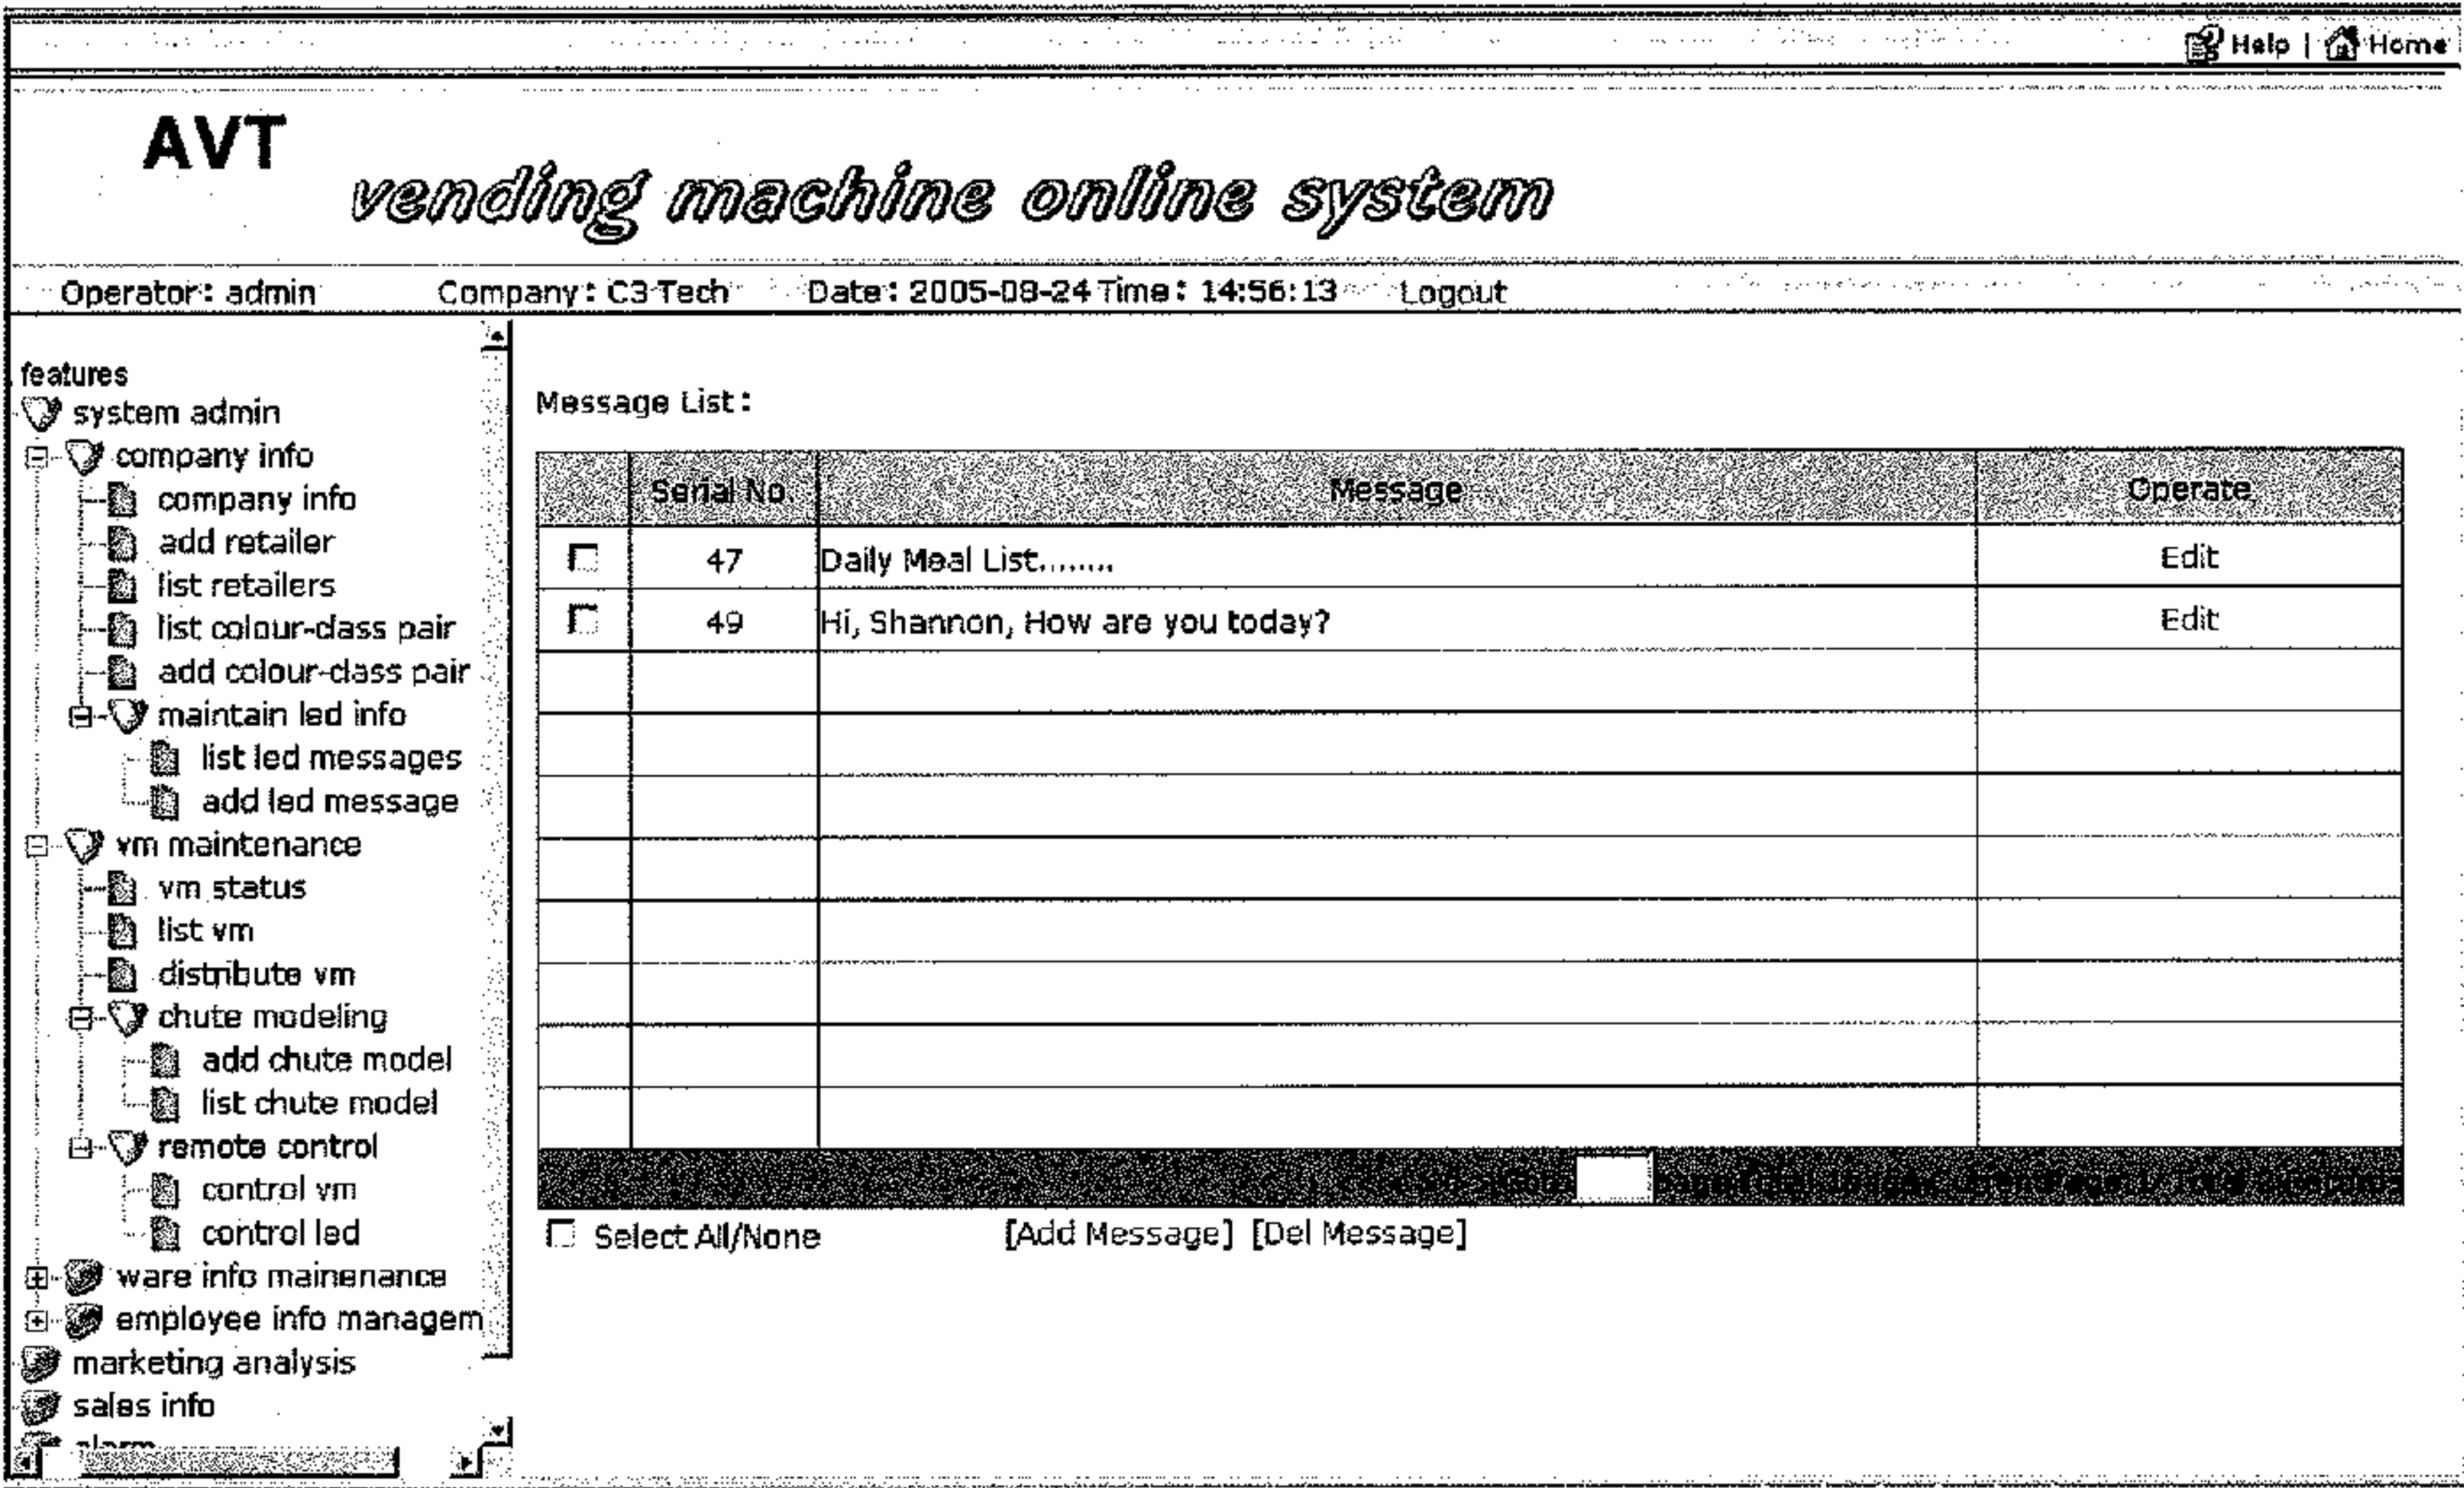 Help | Home
AVT
vending machine online system
Operator: admin Company: C3 Tech Date: 2005-08-24 Time: 14:56:13 Logout
features
system admin
company info
company info
add retailer
list retailers
list colour-class pair
add colour-class pair
maintain led info
list led messages
add led message
vm maintenance
vm status
list vm
distribute vm
chute modeling
add chute model
list chute model
remote control
control vm
control led
ware info mainenance
employee info managem
marketing analysis
sales info
alarm
Message List:
Serial No. Message Operate
47 Daily Meal List........ Edit
49 Hi, Shannon, How are you today? Edit
Select All/None [Add Message] [Del Message]